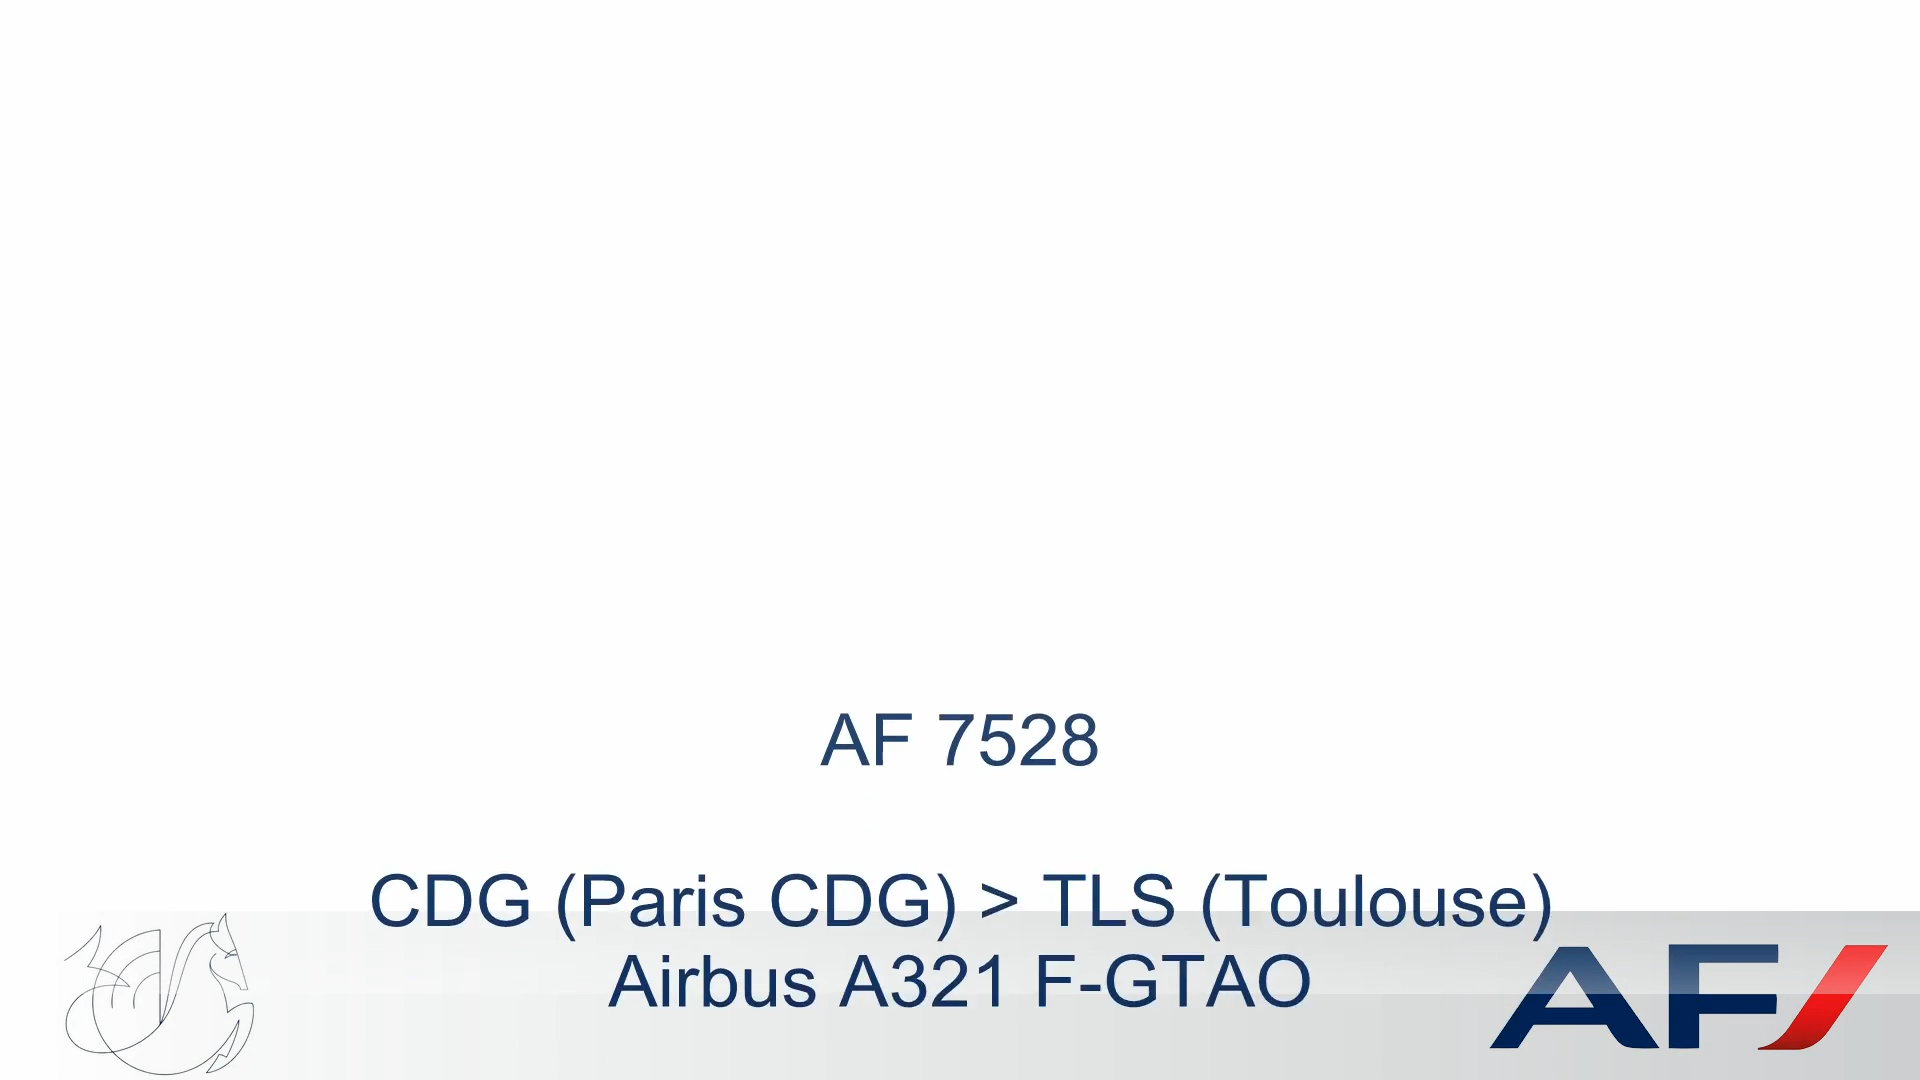 AF 7528
CDG (Paris CDG) > TLS (Toulouse)
Airbus A321 F-GTAO
AF